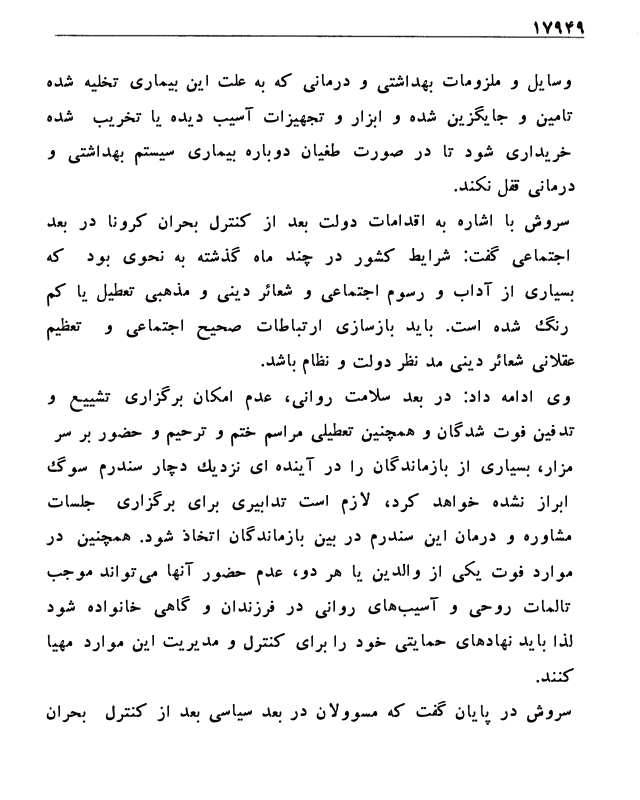 ۱۷۹۴۹
وسایل و ملزومات بهداشتی و درمانی که به علت این بیماری تخلیه شده
تامین و جایگزین شده و ابزار و تجهیزات آسیب دیده یا تخریب شده
خریداری شود تا در صورت طغیان دوباره بیماری سیستم بهداشتی و
درمانی قفل نکند.
سروش با اشاره به اقدامات دولت بعد از کنترل بحران کرونا در بعد
اجتماعی گفت: شرایط کشور در چند ماه گذشته به نحوی بود که
بسیاری از آداب و رسوم اجتماعی و شعائر دینی و مذهبی تعطیل یا کم
رنگ شده است. باید بازسازی ارتباطات صحیح اجتماعی و تعظیم
عقلانی شعائر دینی مد نظر دولت و نظام باشد.
وی ادامه داد: در بعد سلامت روانی، عدم امکان برگزاری تشییع و
تدفین فوت شدگان و همچنین تعطیلی مراسم ختم و ترحیم و حضور بر سر
مزار، بسیاری از بازماندگان را در آینده ای نزدیك دچار سندرم سوگ
ابراز نشده خواهد کرد، لازم است تدابیری برای برگزاری جلسات
مشاوره و درمان این سندرم در بین بازماندگان اتخاذ شود. همچنین در
موارد فوت یکی از والدین یا هر دو، عدم حضور آنها می‌تواند موجب
تالمات روحی و آسیب‌های روانی در فرزندان و گاهی خانواده شود
لذا باید نهادهای حمایتی خود را برای کنترل و مدیریت این موارد مهیا
کنند.
سروش در پایان گفت که مسوولان در بعد سیاسی بعد از کنترل بحران